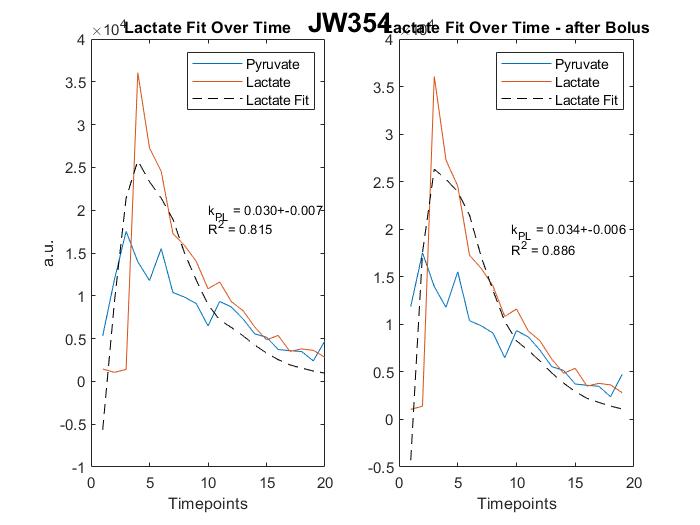 JW354
×10⁴ Lactate Fit Over Time
Pyruvate
Lactate
Lactate Fit
k_PL = 0.030+-0.007
R² = 0.815
a.u.
4
3.5
3
2.5
2
1.5
1
0.5
0
-0.5
-1
0 5 10 15 20
Timepoints
Lactate Fit Over Time - after Bolus
Pyruvate
Lactate
Lactate Fit
k_PL = 0.034+-0.006
R² = 0.886
4
3.5
3
2.5
2
1.5
1
0.5
0
-0.5
0 5 10 15 20
Timepoints